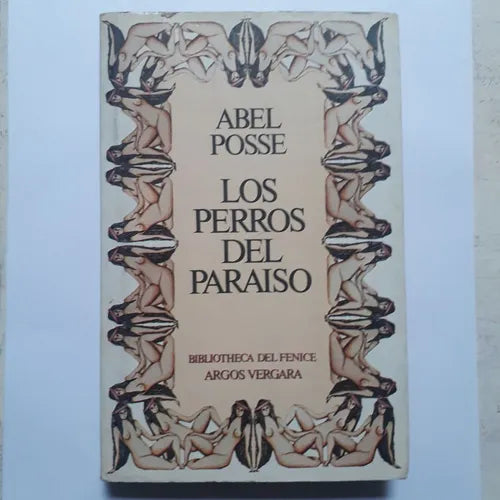 ABEL
POSSE
LOS
PERROS
DEL
PARAISO
BIBLIOTHECA DEL FENICE
ARGOS VERGARA